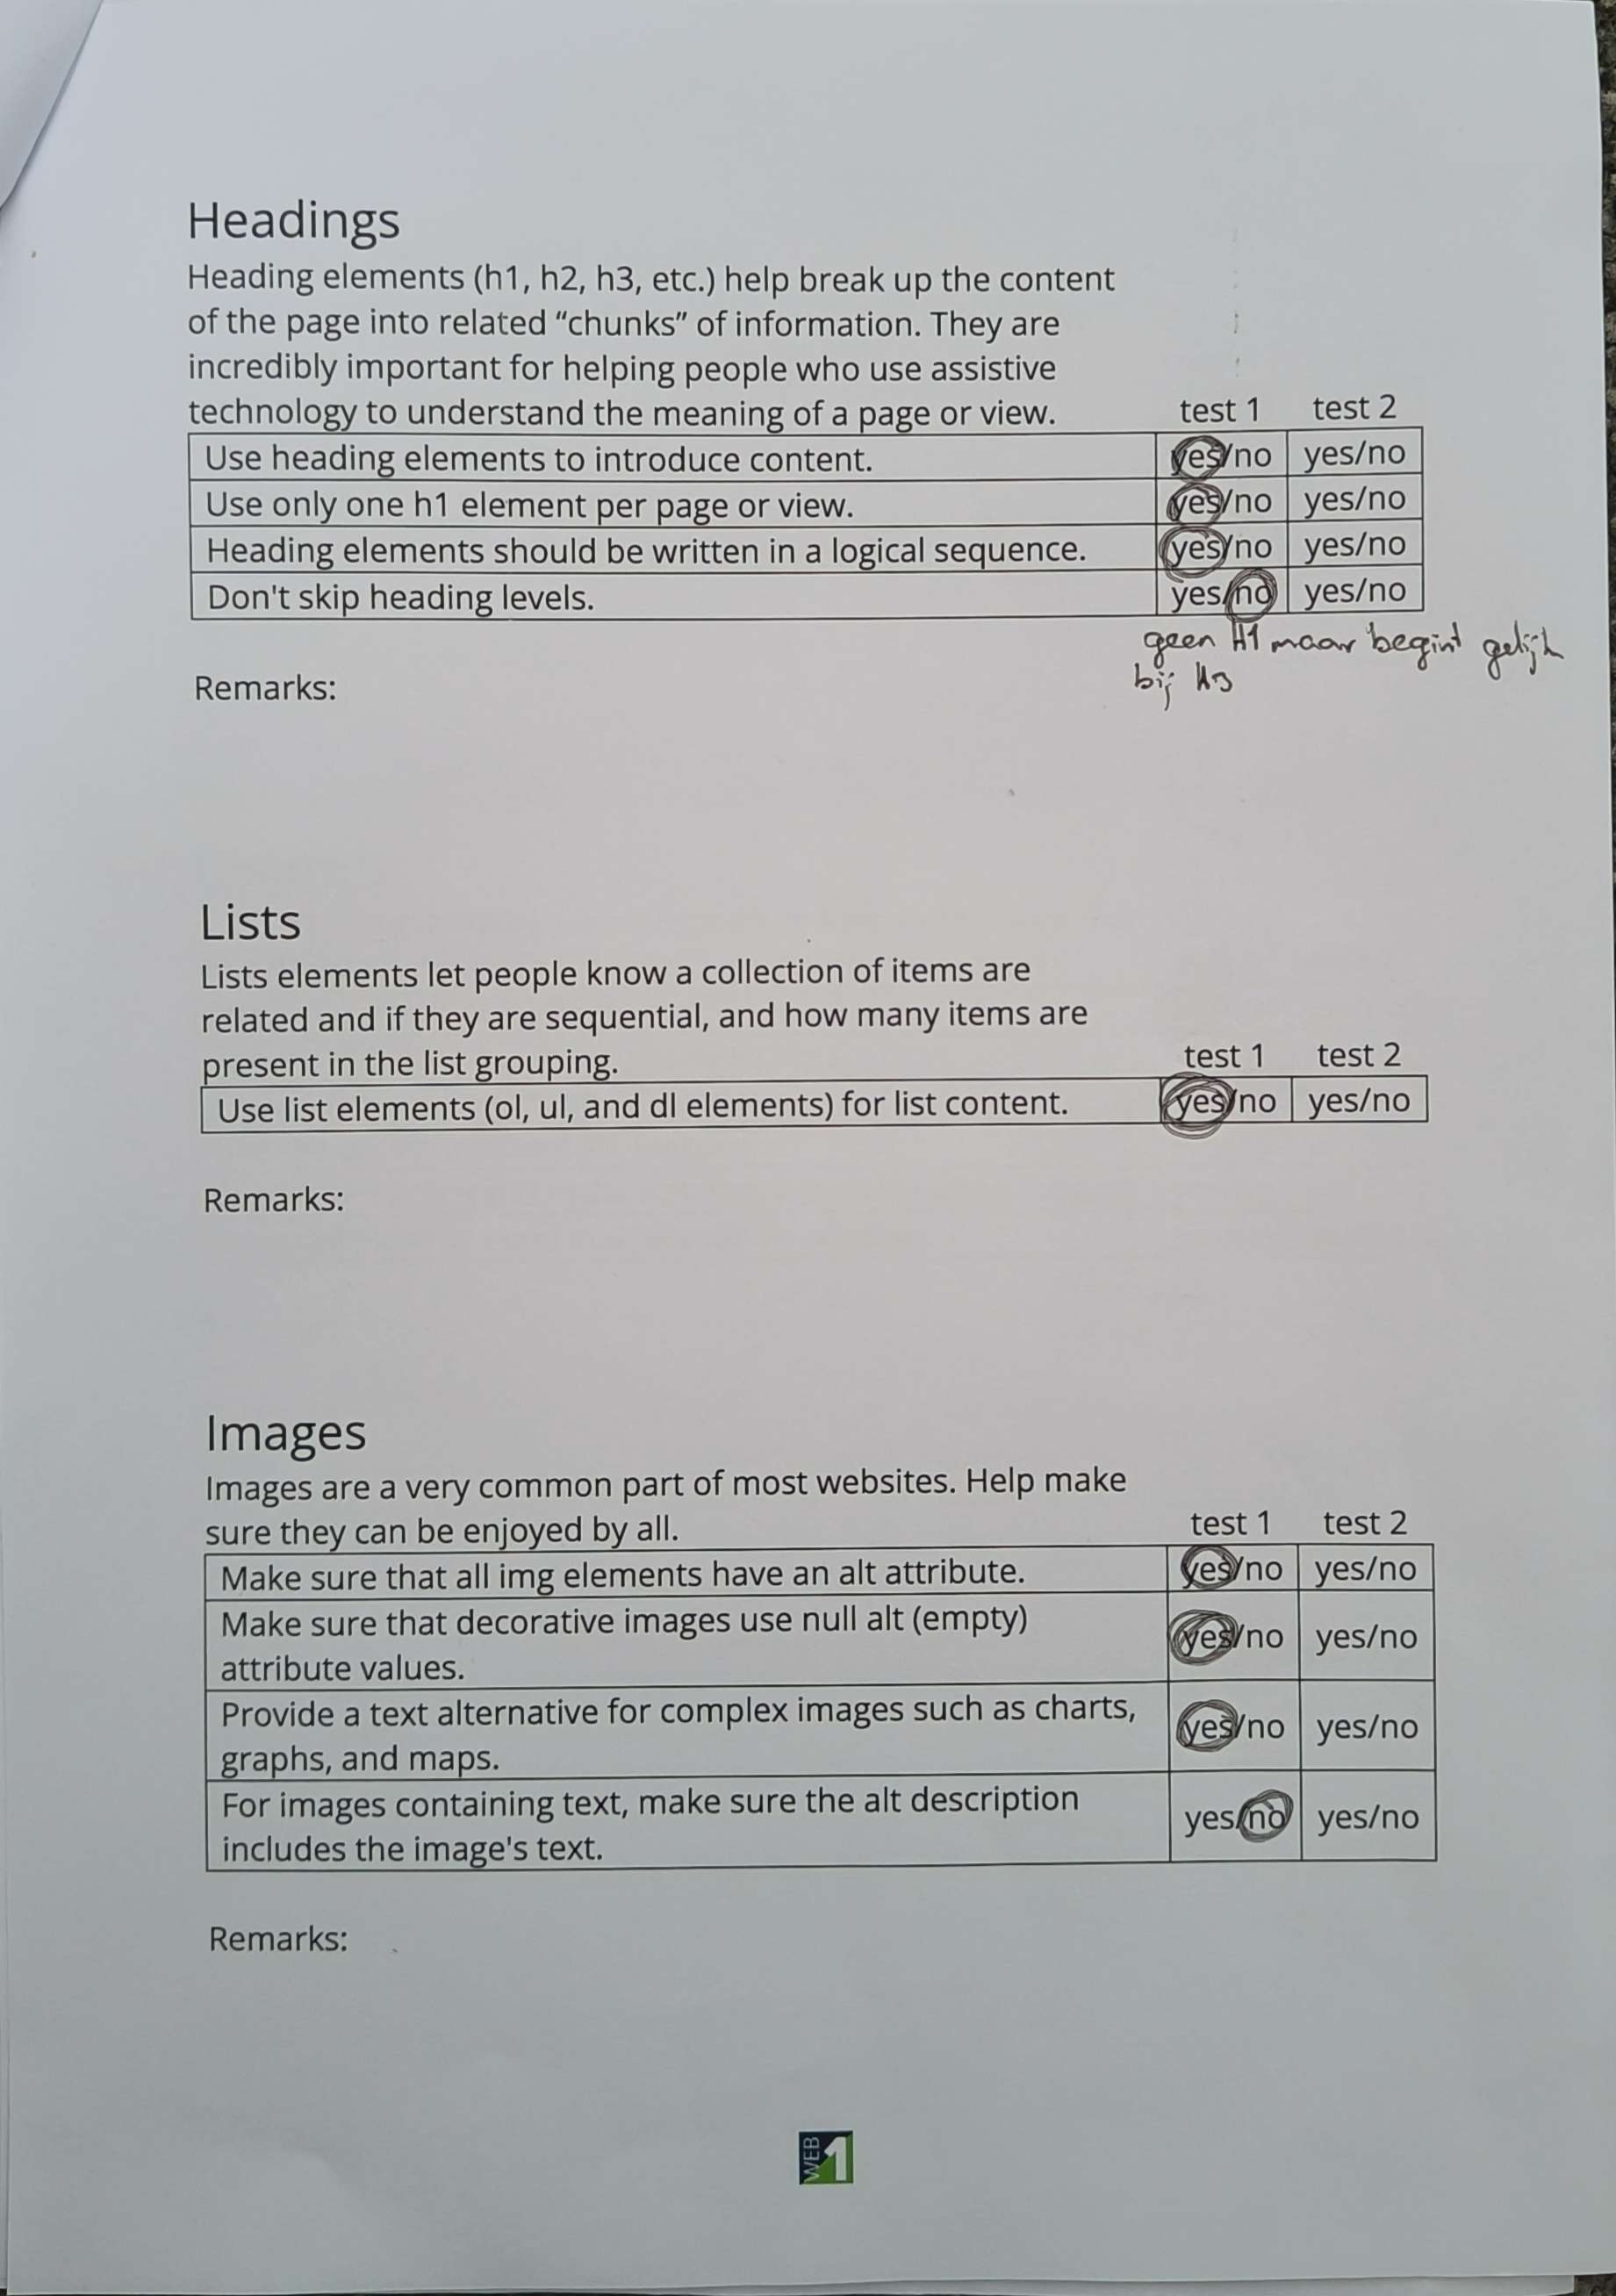 Headings
Heading elements (h1, h2, h3, etc.) help break up the content
of the page into related “chunks” of information. They are
incredibly important for helping people who use assistive
technology to understand the meaning of a page or view. test 1 test 2
Use heading elements to introduce content. yes/no yes/no
Use only one h1 element per page or view. yes/no yes/no
Heading elements should be written in a logical sequence. yes/no yes/no
Don't skip heading levels. yes/no yes/no
geen H1 maar begint gelijk
bij H3
Remarks:
Lists
Lists elements let people know a collection of items are
related and if they are sequential, and how many items are
present in the list grouping. test 1 test 2
Use list elements (ol, ul, and dl elements) for list content. yes/no yes/no
Remarks:
Images
Images are a very common part of most websites. Help make
sure they can be enjoyed by all. test 1 test 2
Make sure that all img elements have an alt attribute. yes/no yes/no
Make sure that decorative images use null alt (empty)
attribute values. yes/no yes/no
Provide a text alternative for complex images such as charts,
graphs, and maps. yes/no yes/no
For images containing text, make sure the alt description
includes the image's text. yes/no yes/no
Remarks:
WEB 1